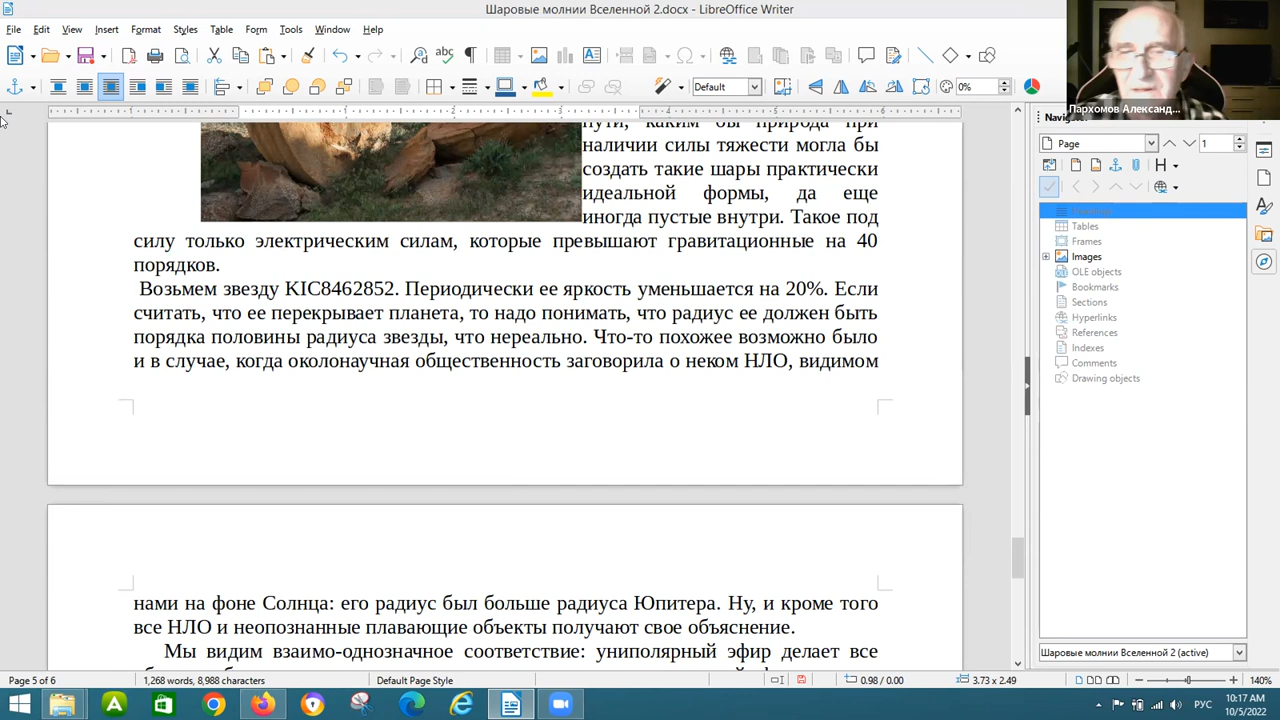 Шаровые молнии Вселенной 2.docx - LibreOffice Writer
File Edit View Insert Format Styles Table Form Tools Window Help
Default
0%
Пархомов Александ...
пути, каким бы природа при
наличии силы тяжести могла бы
создать такие шары практически
идеальной формы, да еще
иногда пустые внутри. Такое под
силу только электрическим силам, которые превышают гравитационные на 40
порядков.
Возьмем звезду KIC8462852. Периодически ее яркость уменьшается на 20%. Если
считать, что ее перекрывает планета, то надо понимать, что радиус ее должен быть
порядка половины радиуса звезды, что нереально. Что-то похожее возможно было
и в случае, когда околонаучная общественность заговорила о неком НЛО, видимом
нами на фоне Солнца: его радиус был больше радиуса Юпитера. Ну, и кроме того
все НЛО и неопознанные плавающие объекты получают свое объяснение.
Мы видим взаимо-однозначное соответствие: униполярный эфир делает все
Page
1
Headings
Tables
Frames
Images
OLE objects
Bookmarks
Sections
Hyperlinks
References
Indexes
Comments
Drawing objects
Шаровые молнии Вселенной 2 (active)
Page 5 of 6
1,268 words, 8,988 characters
Default Page Style
0.98 / 0.00
3.73 x 2.49
140%
РУС
10:17 AM
10/5/2022